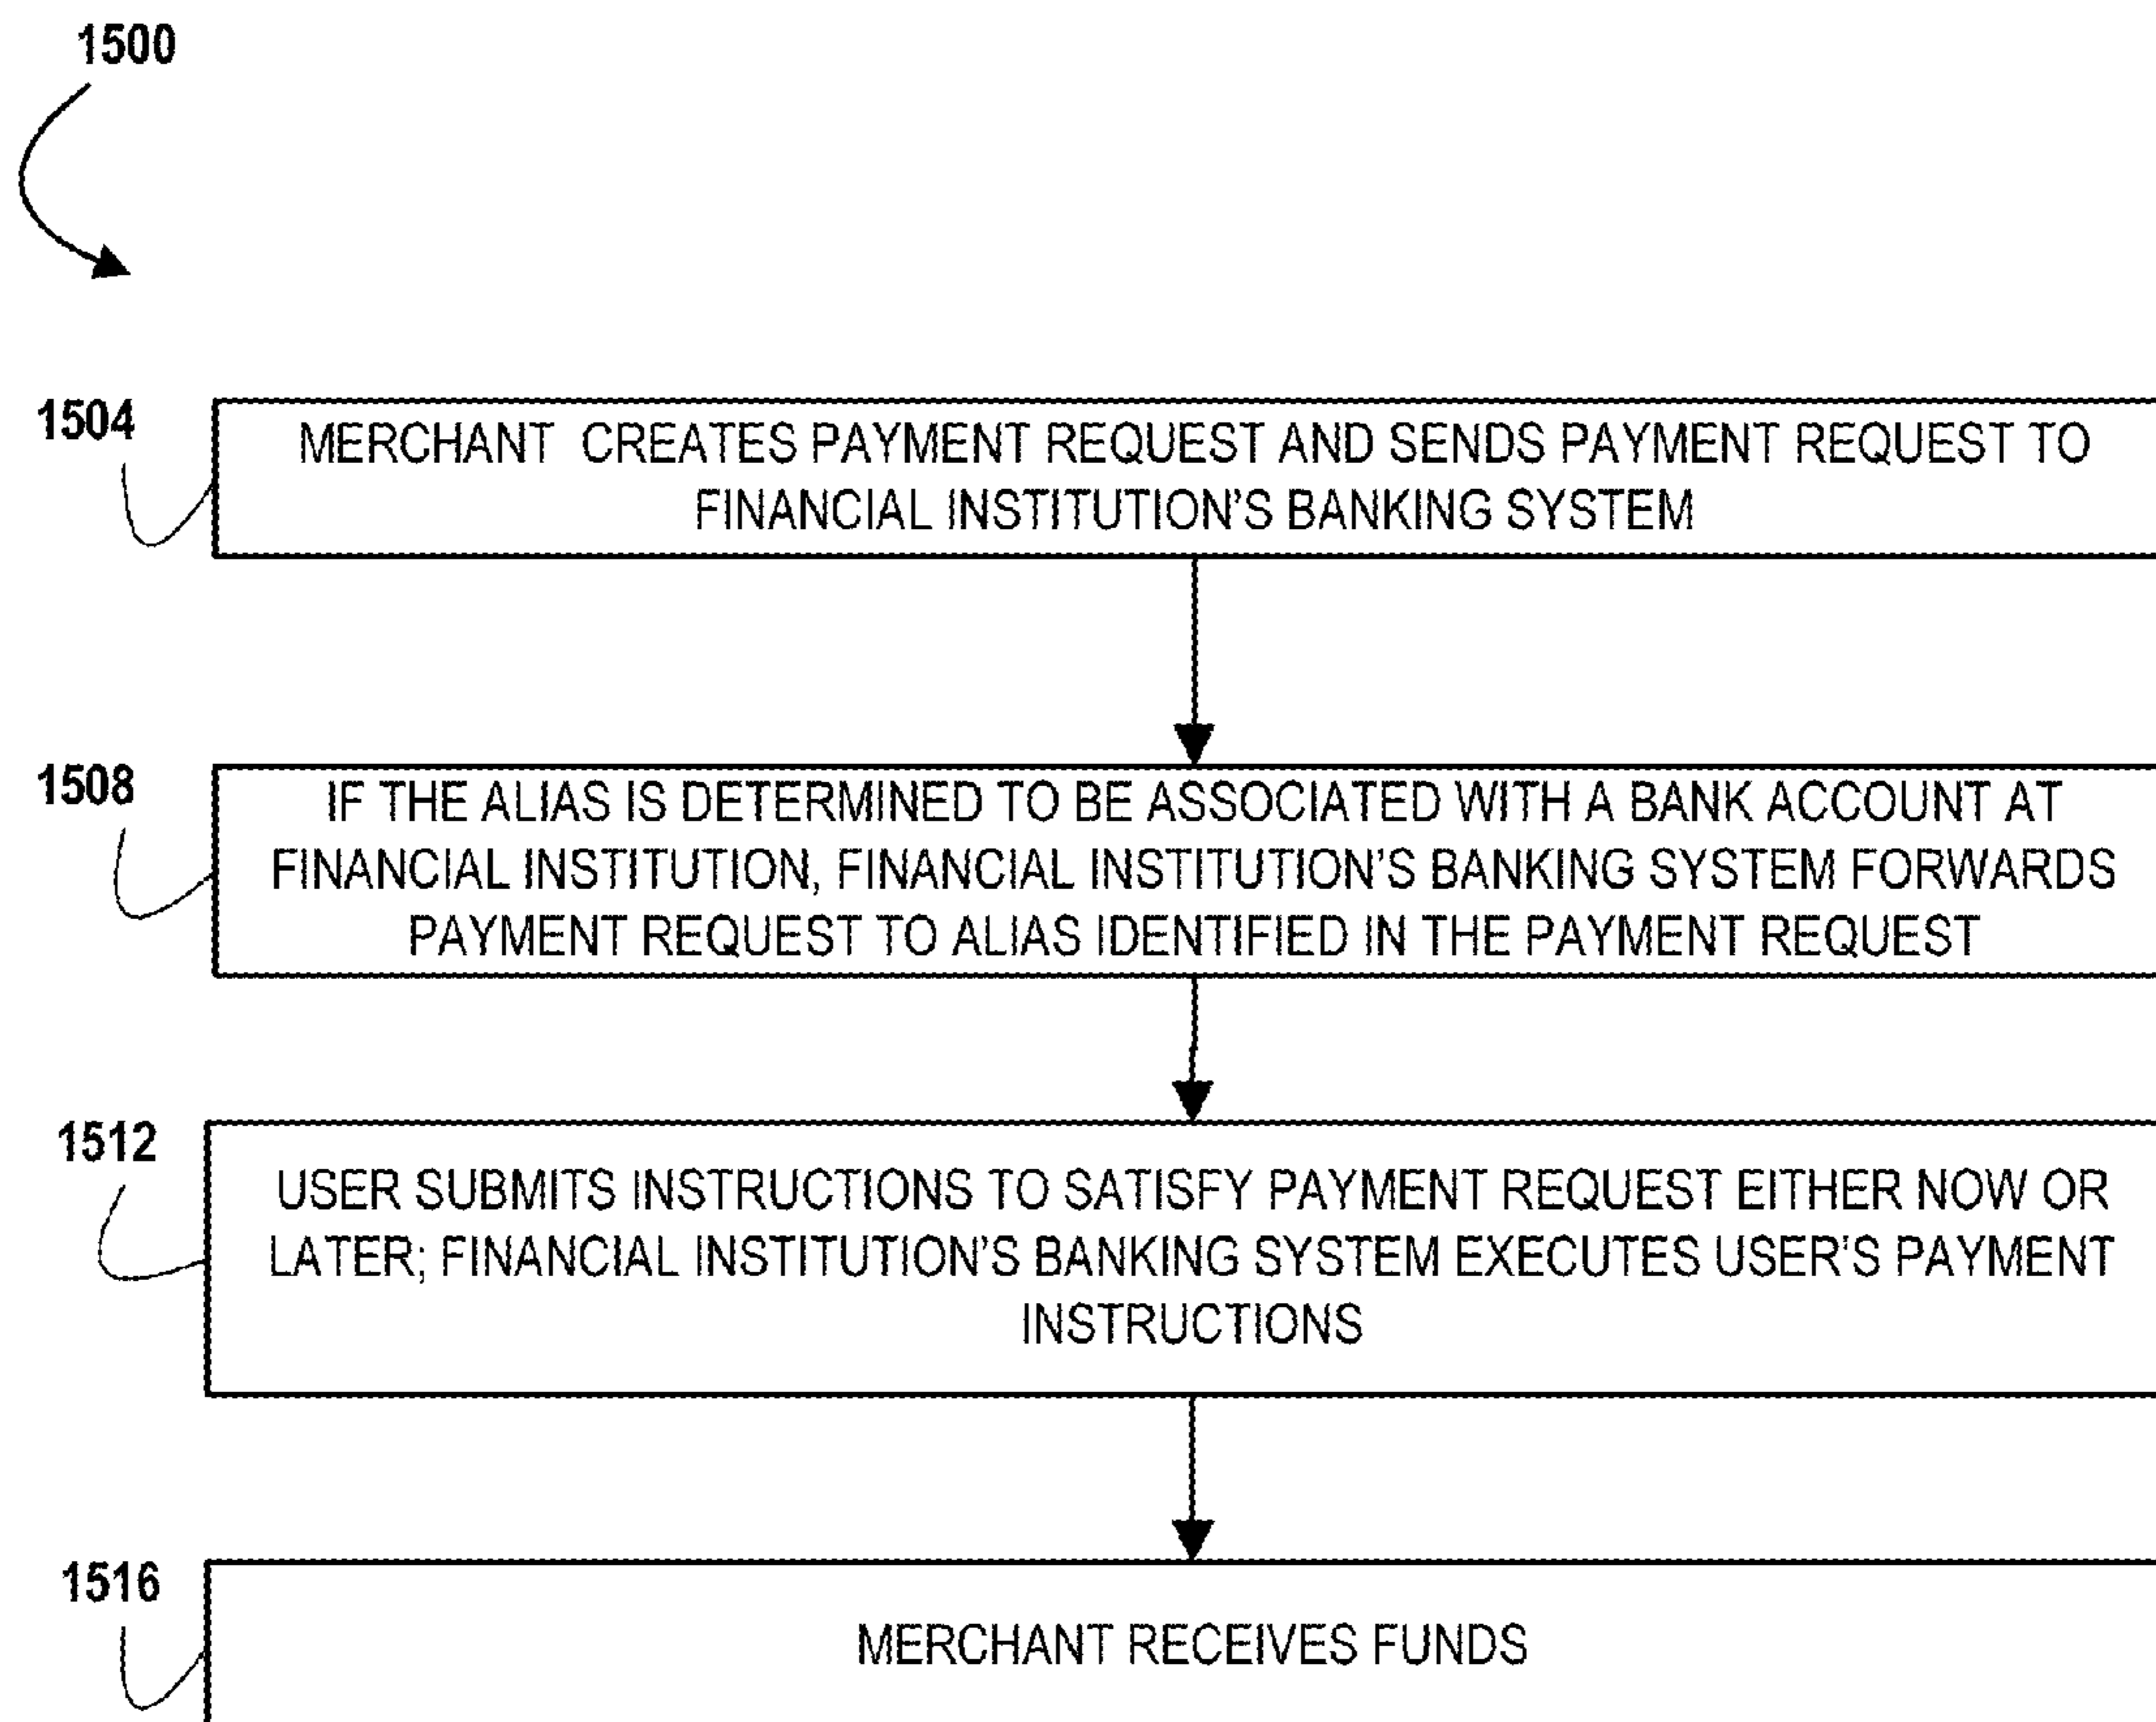 1500
1504
MERCHANT CREATES PAYMENT REQUEST AND SENDS PAYMENT REQUEST TO
FINANCIAL INSTITUTION'S BANKING SYSTEM
1508
IF THE ALIAS IS DETERMINED TO BE ASSOCIATED WITH A BANK ACCOUNT AT
FINANCIAL INSTITUTION, FINANCIAL INSTITUTION'S BANKING SYSTEM FORWARDS
PAYMENT REQUEST TO ALIAS IDENTIFIED IN THE PAYMENT REQUEST
1512
USER SUBMITS INSTRUCTIONS TO SATISFY PAYMENT REQUEST EITHER NOW OR
LATER; FINANCIAL INSTITUTION'S BANKING SYSTEM EXECUTES USER'S PAYMENT
INSTRUCTIONS
1516
MERCHANT RECEIVES FUNDS